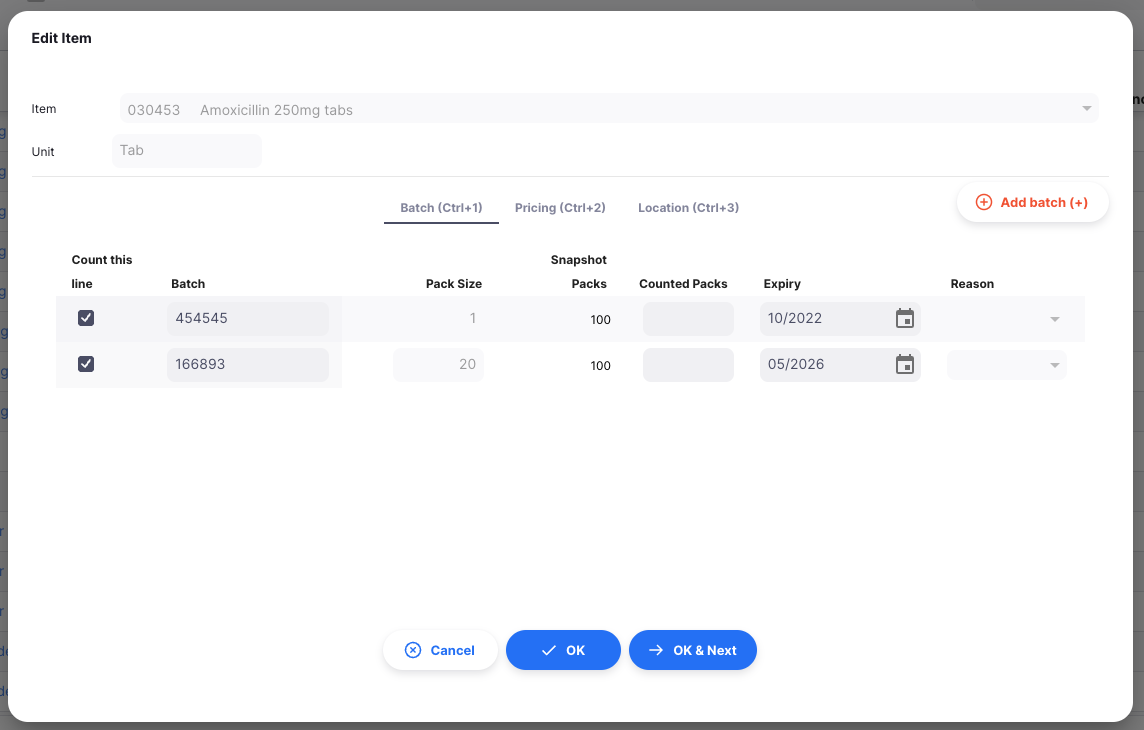 Edit Item
Item 030453 Amoxicillin 250mg tabs
Unit Tab
Batch (Ctrl+1) Pricing (Ctrl+2) Location (Ctrl+3) Add batch (+)
Count this Snapshot
line Batch Pack Size Packs Counted Packs Expiry Reason
454545 1 100 10/2022
166893 20 100 05/2026
Cancel OK OK & Next